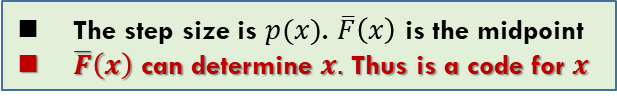 ■ The step size is 𝑝(𝑥). F̅(𝑥) is the midpoint
■ F̅(𝒙) can determine 𝒙. Thus is a code for 𝒙